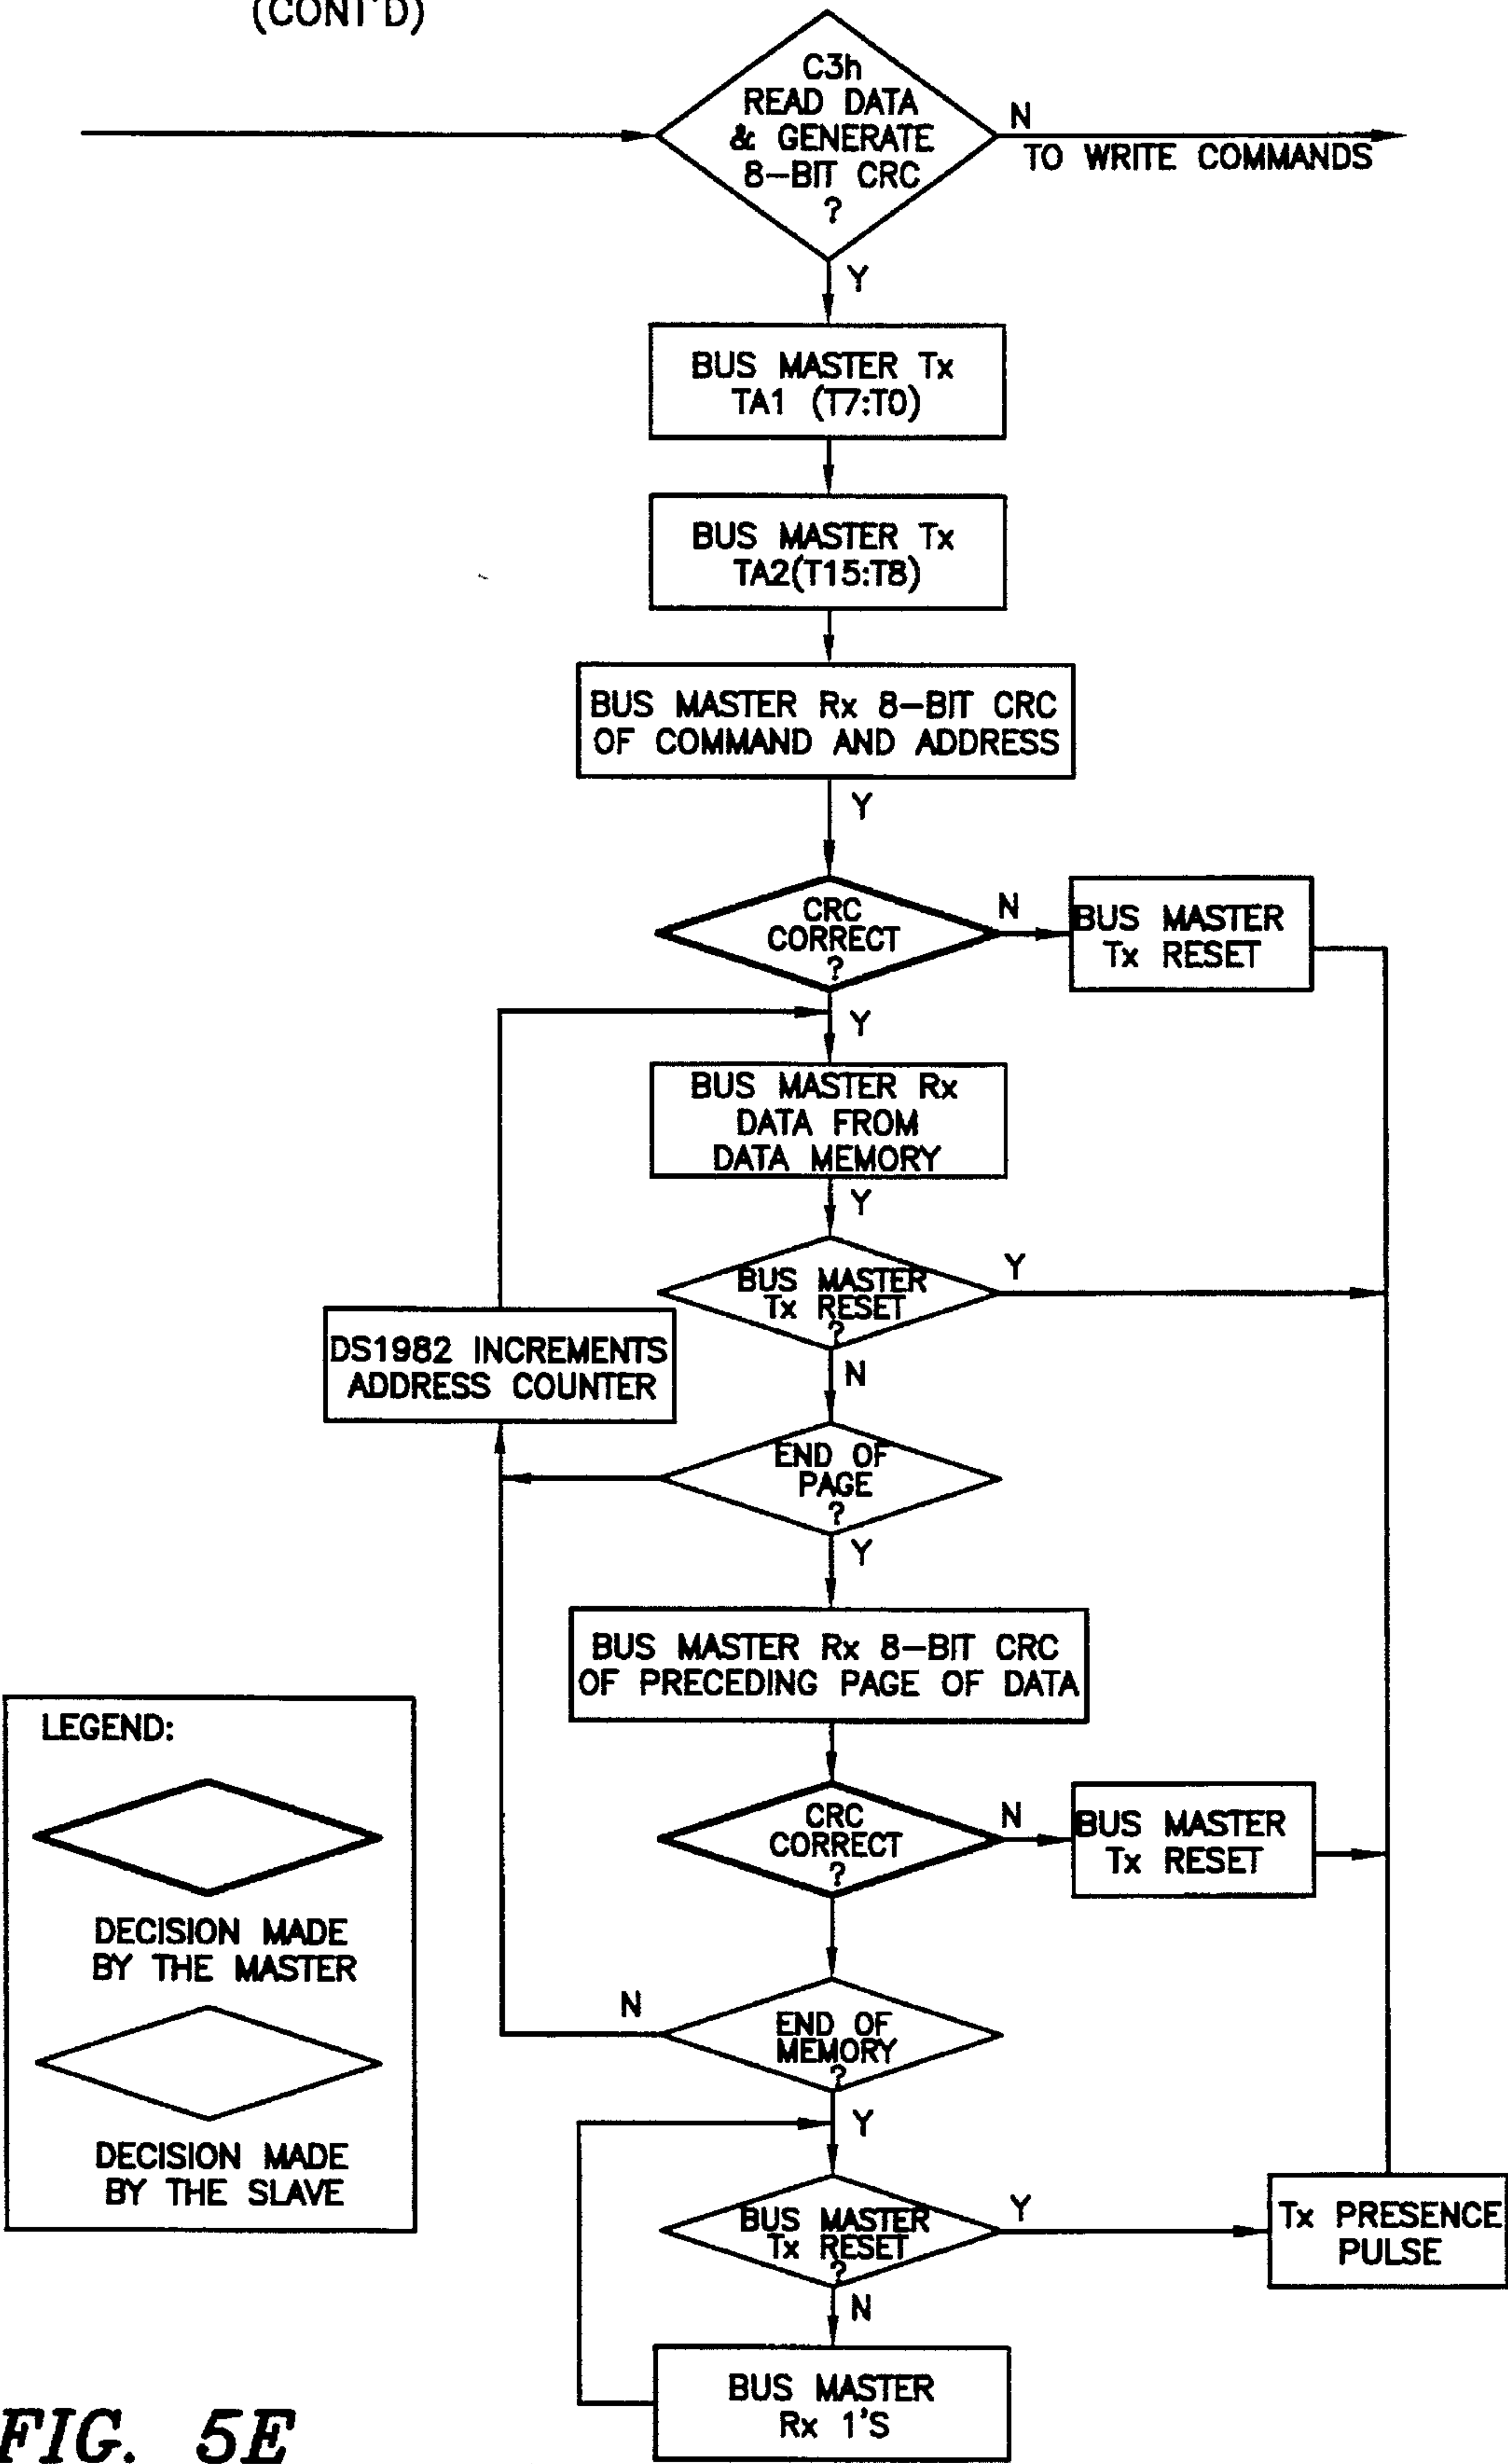 (CONT'D)
C3h
READ DATA
& GENERATE
8-BIT CRC
?
N
TO WRITE COMMANDS
Y
BUS MASTER Tx
TA1 (T7:T0)
BUS MASTER Tx
TA2(T15:T8)
BUS MASTER Rx 8-BIT CRC
OF COMMAND AND ADDRESS
Y
CRC
CORRECT
?
N
BUS MASTER
Tx RESET
Y
BUS MASTER Rx
DATA FROM
DATA MEMORY
Y
BUS MASTER
Tx RESET
?
Y
DS1982 INCREMENTS
ADDRESS COUNTER
N
END OF
PAGE
?
Y
BUS MASTER Rx 8-BIT CRC
OF PRECEDING PAGE OF DATA
LEGEND:
CRC
CORRECT
?
N
BUS MASTER
Tx RESET
DECISION MADE
BY THE MASTER
N
END OF
MEMORY
?
Y
DECISION MADE
BY THE SLAVE
BUS MASTER
Tx RESET
?
Y
Tx PRESENCE
PULSE
N
BUS MASTER
Rx 1'S
FIG. 5E